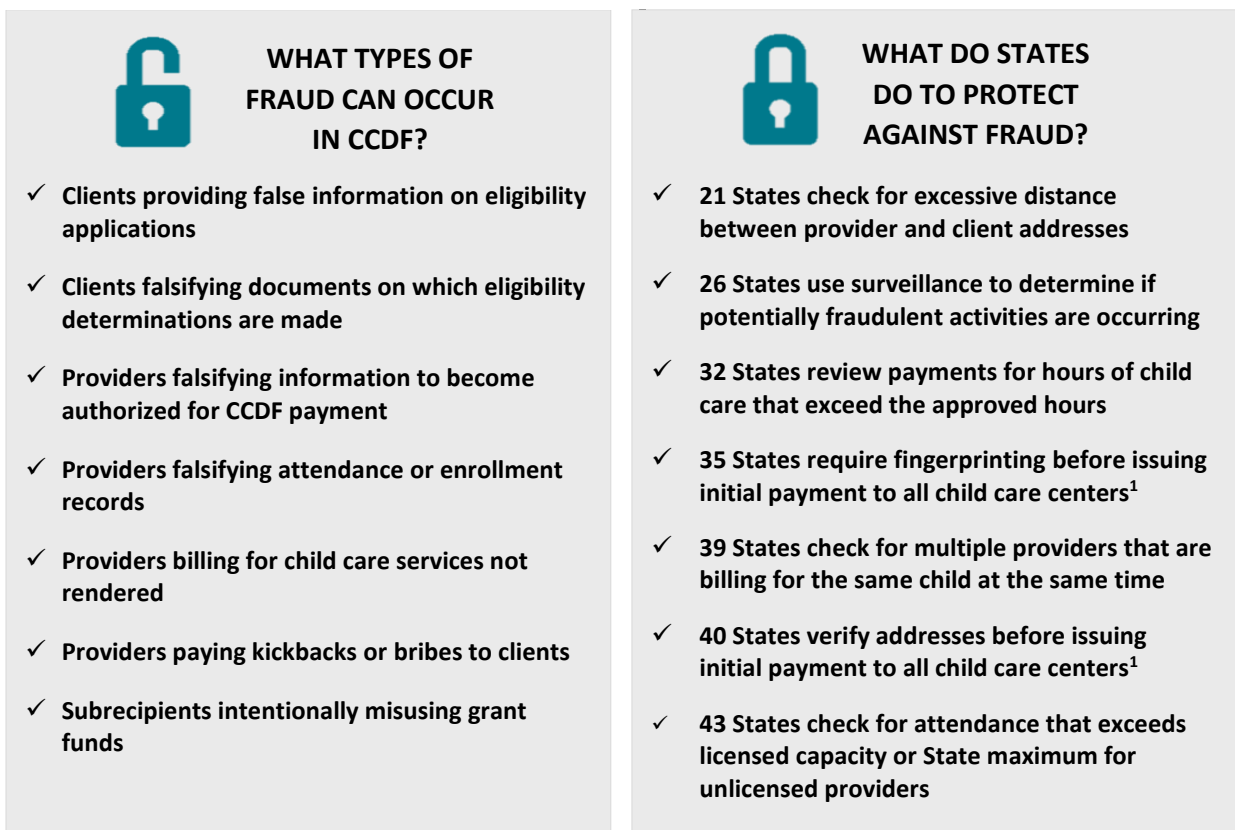 WHAT TYPES OF
FRAUD CAN OCCUR
IN CCDF?
✓ Clients providing false information on eligibility
applications
✓ Clients falsifying documents on which eligibility
determinations are made
✓ Providers falsifying information to become
authorized for CCDF payment
✓ Providers falsifying attendance or enrollment
records
✓ Providers billing for child care services not
rendered
✓ Providers paying kickbacks or bribes to clients
✓ Subrecipients intentionally misusing grant
funds
WHAT DO STATES
DO TO PROTECT
AGAINST FRAUD?
✓ 21 States check for excessive distance
between provider and client addresses
✓ 26 States use surveillance to determine if
potentially fraudulent activities are occurring
✓ 32 States review payments for hours of child
care that exceed the approved hours
✓ 35 States require fingerprinting before issuing
initial payment to all child care centers¹
✓ 39 States check for multiple providers that are
billing for the same child at the same time
✓ 40 States verify addresses before issuing
initial payment to all child care centers¹
✓ 43 States check for attendance that exceeds
licensed capacity or State maximum for
unlicensed providers